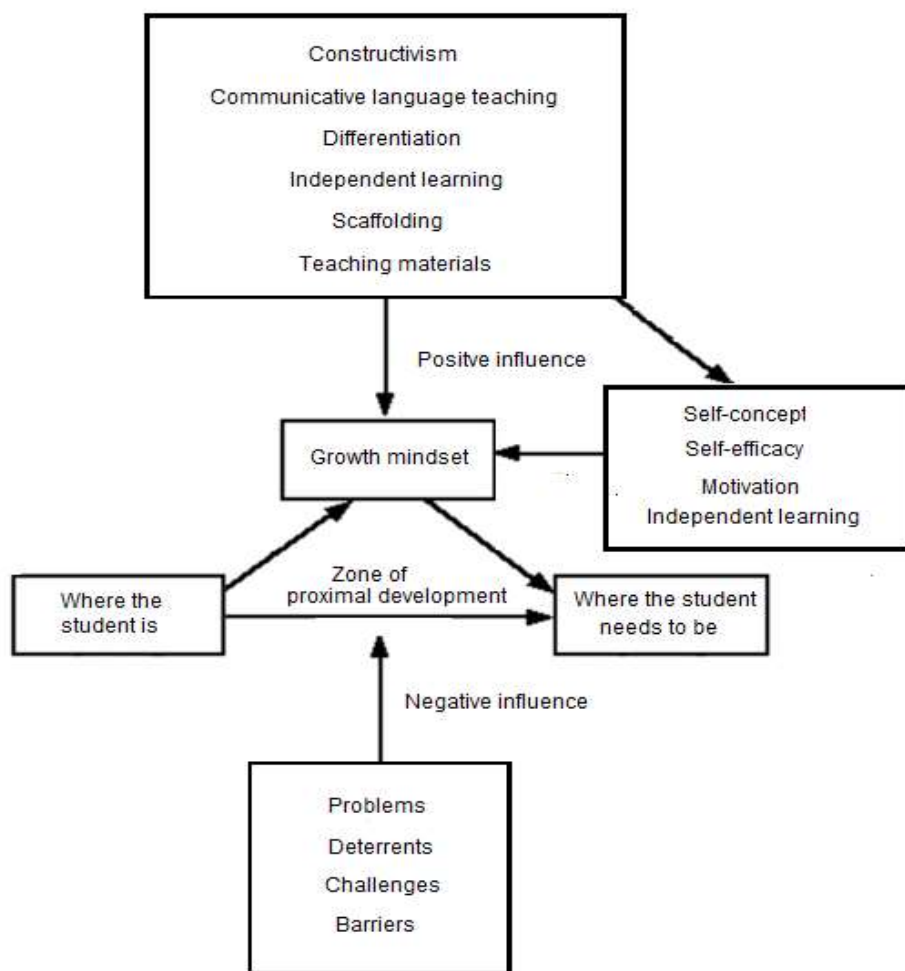 Constructivism
Communicative language teaching
Differentiation
Independent learning
Scaffolding
Teaching materials
Positve influence
Self-concept
Self-efficacy
Motivation
Independent learning
Growth mindset
Zone of
proximal development
Where the
student is
Where the student
needs to be
Negative influence
Problems
Deterrents
Challenges
Barriers